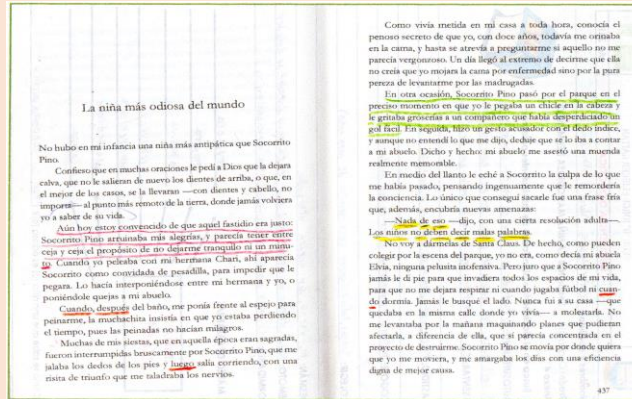 La niña más odiosa del mundo
No hubo en mi infancia una niña más antipática que Socorrito
Pino.
Confieso que en muchas oraciones le pedí a Dios que la dejara
calva, que no le salieran de nuevo los dientes de arriba, o que, en
el mejor de los casos, se la llevaran —con dientes y cabello, no
importa— al punto más remoto de la tierra, donde jamás volviera
yo a saber de su vida.
Aún hoy estoy convencido de que aquel fastidio era justo:
Socorrito Pino arruinaba mis alegrías, y parecía tener entre
ceja y ceja el propósito de no dejarme tranquilo ni un minu-
to. Cuando yo peleaba con mi hermana Chari, ahí aparecía
Socorrito como convidada de pesadilla, para impedir que le
pegara. Lo hacía interponiéndose entre mi hermana y yo, o
poniéndole quejas a mi abuelo.
Cuando, después del baño, me ponía frente al espejo para
peinarme, la muchachita insistía en que yo estaba perdiendo
el tiempo, pues las peinadas no hacían milagros.
Muchas de mis siestas, que en aquella época eran sagradas,
fueron interrumpidas bruscamente por Socorrito Pino, que me
jalaba los dedos de los pies y luego salía corriendo, con una
risita de triunfo que me taladraba los nervios.
Como vivía metida en mi casa a toda hora, conocía el
penoso secreto de que yo, con doce años, todavía me orinaba
en la cama, y hasta se atrevía a preguntarme si aquello no me
parecía vergonzoso. Un día llegó al extremo de decirme que ella
no creía que yo mojara la cama por enfermedad sino por la pura
pereza de levantarme por las madrugadas.
En otra ocasión, Socorrito Pino pasó por el parque en el
preciso momento en que yo le pegaba un chicle en la cabeza y
le gritaba groserías a un compañero que había desperdiciado un
gol fácil. En seguida, hizo un gesto acusador con el dedo índice,
y aunque no entendí lo que me dijo, deduje que se lo iba a contar
a mi abuelo. Dicho y hecho: mi abuelo me asestó una muenda
realmente memorable.
En medio del llanto le eché a Socorrito la culpa de lo que
me había pasado, pensando ingenuamente que le remordería
la conciencia. Lo único que conseguí sacarle fue una frase fría
que, además, encubría nuevas amenazas:
—Nada de eso —dijo, con una cierta resolución adulta—.
Los niños no deben decir malas palabras.
No voy a dármelas de Santa Claus. De hecho, como pueden
colegir por la escena del parque, yo no era, como decía mi abuela
Elvia, ninguna pelusita inofensiva. Pero juro que a Socorrito Pino
jamás le di pie para que invadiera todos los espacios de mi vida,
para que no me dejara respirar ni cuando jugaba fútbol ni cuan-
do dormía. Jamás le busqué el lado. Nunca fui a su casa —que
quedaba en la misma calle donde yo vivía— a molestarla. No
me levantaba por la mañana maquinando planes que pudieran
afectarla, a diferencia de ella, que sí parecía concentrada en el
proyecto de destruirme. Socorrito Pino se movía por donde quiera
que yo me moviera, y me amargaba los días con una eficiencia
digna de mejor causa.
437